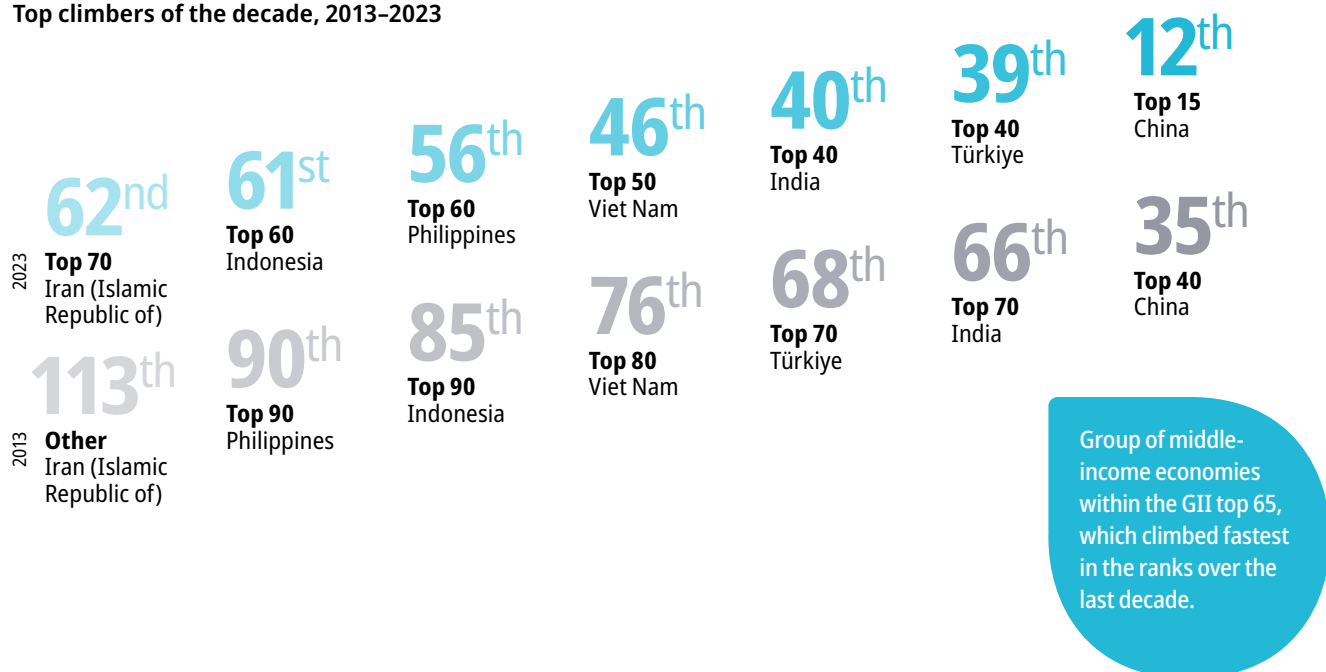 Top climbers of the decade, 2013–2023
2023
62nd
Top 70
Iran (Islamic
Republic of)
61st
Top 60
Indonesia
56th
Top 60
Philippines
46th
Top 50
Viet Nam
40th
Top 40
India
39th
Top 40
Türkiye
12th
Top 15
China
2013
113th
Other
Iran (Islamic
Republic of)
90th
Top 90
Philippines
85th
Top 90
Indonesia
76th
Top 80
Viet Nam
68th
Top 70
Türkiye
66th
Top 70
India
35th
Top 40
China
Group of middle-
income economies
within the GII top 65,
which climbed fastest
in the ranks over the
last decade.